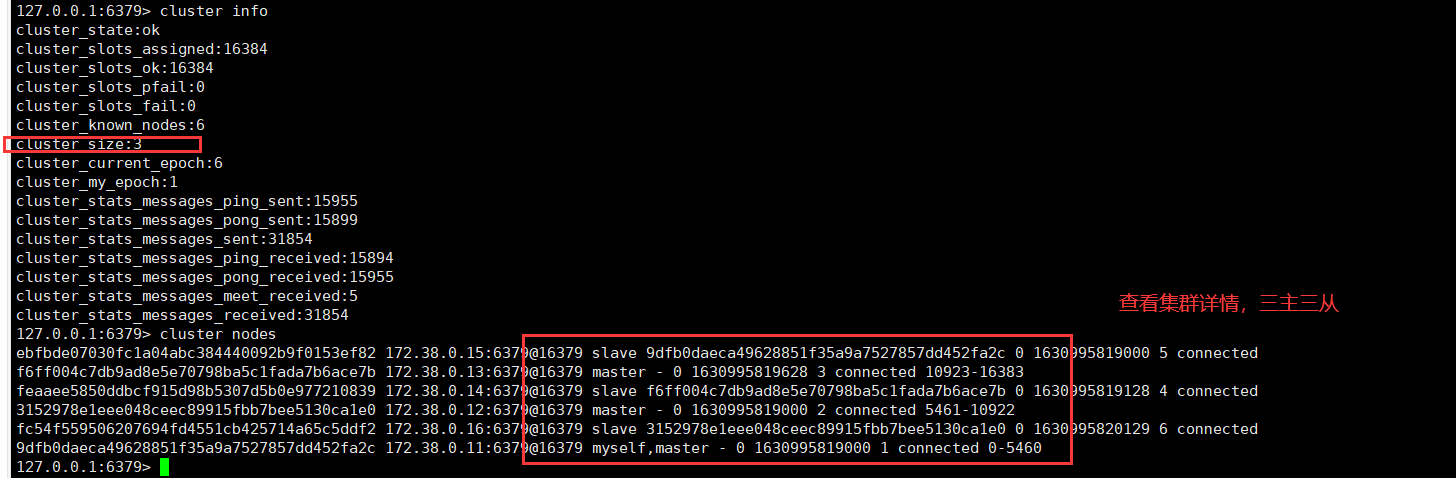 127.0.0.1:6379> cluster info
cluster_state:ok
cluster_slots_assigned:16384
cluster_slots_ok:16384
cluster_slots_pfail:0
cluster_slots_fail:0
cluster_known_nodes:6
cluster_size:3
cluster_current_epoch:6
cluster_my_epoch:1
cluster_stats_messages_ping_sent:15955
cluster_stats_messages_pong_sent:15899
cluster_stats_messages_sent:31854
cluster_stats_messages_ping_received:15894
cluster_stats_messages_pong_received:15955
cluster_stats_messages_meet_received:5
查看集群详情，三主三从
cluster_stats_messages_received:31854
127.0.0.1:6379> cluster nodes
ebfbde07030fc1a04abc384440092b9f0153ef82 172.38.0.15:6379@16379 slave 9dfb0daeca49628851f35a9a7527857dd452fa2c 0 1630995819000 5 connected
f6ff004c7db9ad8e5e70798ba5c1fada7b6ace7b 172.38.0.13:6379@16379 master - 0 1630995819628 3 connected 10923-16383
feaaee5850ddbcf915d98b5307d5b0e977210839 172.38.0.14:6379@16379 slave f6ff004c7db9ad8e5e70798ba5c1fada7b6ace7b 0 1630995819128 4 connected
3152978e1eee048ceec89915fbb7bee5130ca1e0 172.38.0.12:6379@16379 master - 0 1630995819000 2 connected 5461-10922
fc54f559506207694fd4551cb425714a65c5ddf2 172.38.0.16:6379@16379 slave 3152978e1eee048ceec89915fbb7bee5130ca1e0 0 1630995820129 6 connected
9dfb0daeca49628851f35a9a7527857dd452fa2c 172.38.0.11:6379@16379 myself,master - 0 1630995819000 1 connected 0-5460
127.0.0.1:6379>